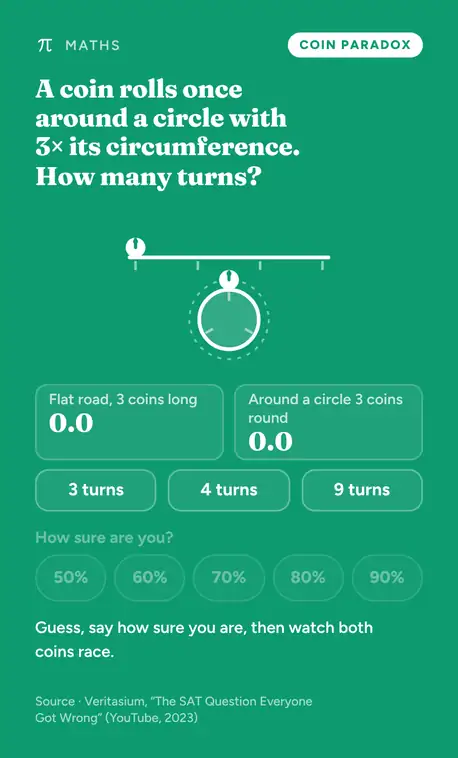 π MATHS
COIN PARADOX
A coin rolls once
around a circle with
3× its circumference.
How many turns?
Flat road, 3 coins long
0.0
Around a circle 3 coins
round
0.0
3 turns
4 turns
9 turns
How sure are you?
50%
60%
70%
80%
90%
Guess, say how sure you are, then watch both
coins race.
Source · Veritasium, “The SAT Question Everyone
Got Wrong” (YouTube, 2023)